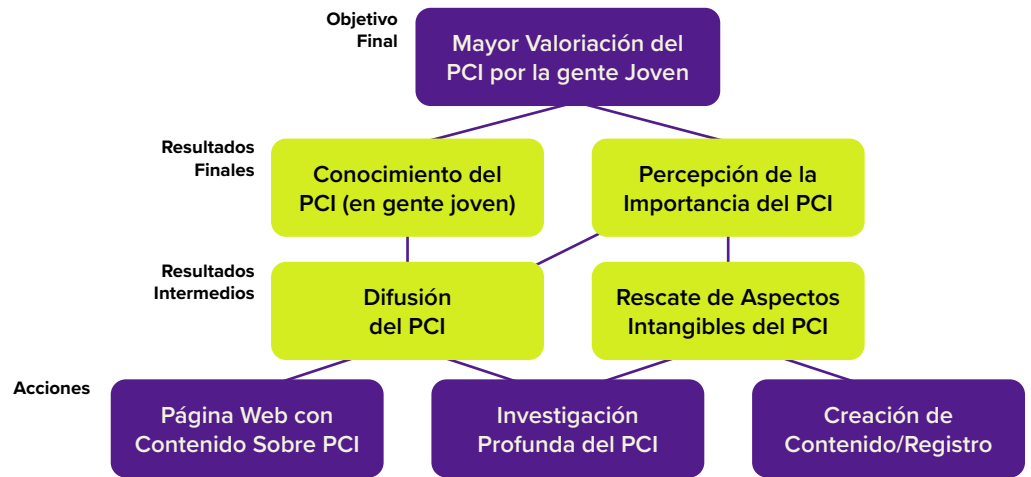 Objetivo
Final
Mayor Valoriación del
PCI por la gente Joven
Resultados
Finales
Conocimiento del
PCI (en gente joven)
Percepción de la
Importancia del PCI
Resultados
Intermedios
Difusión
del PCI
Rescate de Aspectos
Intangibles del PCI
Acciones
Página Web con
Contenido Sobre PCI
Investigación
Profunda del PCI
Creación de
Contenido/Registro